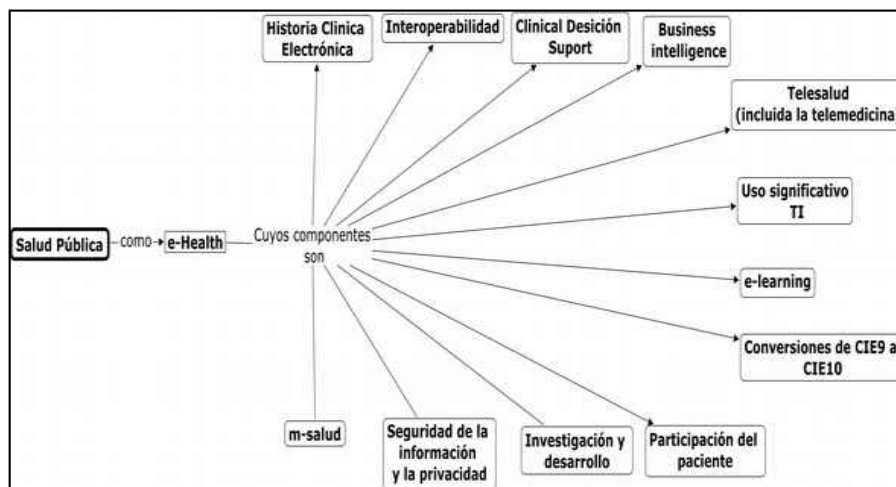 Historia Clinica
Electrónica
Interoperabilidad
Clinical Desición
Suport
Business
intelligence
Telesalud
(incluida la telemedicina)
Uso significativo
TI
Salud Pública
como
e-Health
Cuyos componentes
son
e-learning
Conversiones de CIE9 a
CIE10
m-salud
Seguridad de la
información
y la privacidad
Investigación y
desarrollo
Participación del
paciente